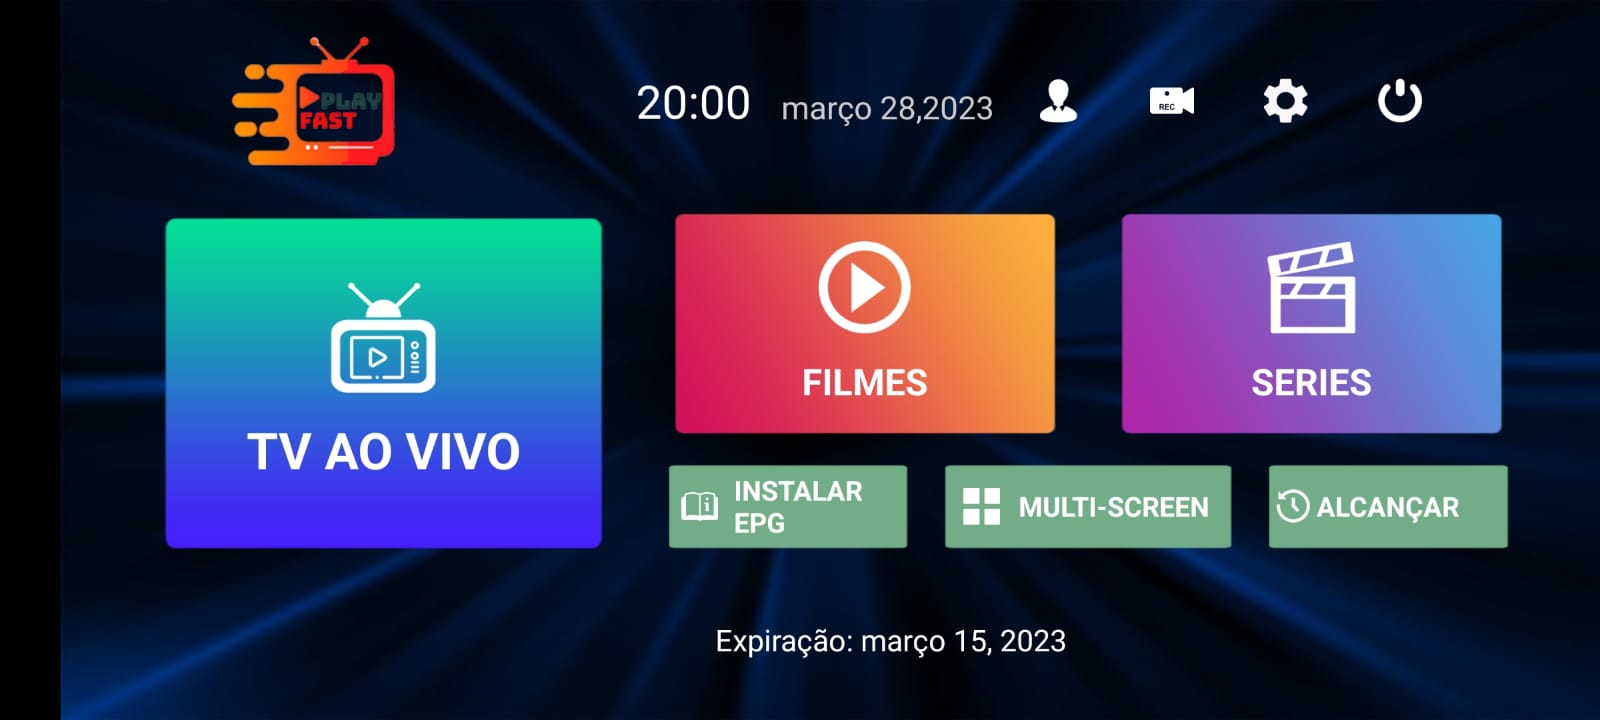 PLAY
FAST
20:00 março 28,2023
REC
TV AO VIVO
FILMES
SERIES
INSTALAR
EPG
MULTI-SCREEN
ALCANÇAR
Expiração: março 15, 2023